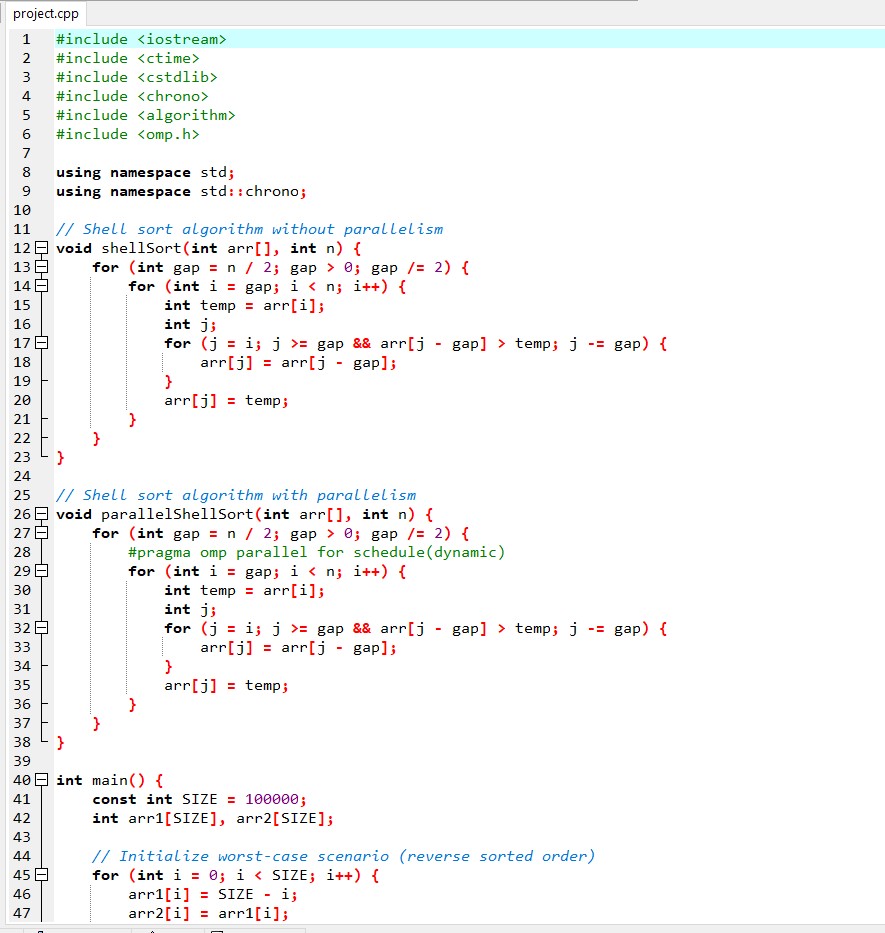 project.cpp
1 #include <iostream>
2 #include <ctime>
3 #include <cstdlib>
4 #include <chrono>
5 #include <algorithm>
6 #include <omp.h>
7
8 using namespace std;
9 using namespace std::chrono;
10
11 // Shell sort algorithm without parallelism
12 void shellSort(int arr[], int n) {
13     for (int gap = n / 2; gap > 0; gap /= 2) {
14         for (int i = gap; i < n; i++) {
15             int temp = arr[i];
16             int j;
17             for (j = i; j >= gap && arr[j - gap] > temp; j -= gap) {
18                 arr[j] = arr[j - gap];
19             }
20             arr[j] = temp;
21         }
22     }
23 }
24
25 // Shell sort algorithm with parallelism
26 void parallelShellSort(int arr[], int n) {
27     for (int gap = n / 2; gap > 0; gap /= 2) {
28         #pragma omp parallel for schedule(dynamic)
29         for (int i = gap; i < n; i++) {
30             int temp = arr[i];
31             int j;
32             for (j = i; j >= gap && arr[j - gap] > temp; j -= gap) {
33                 arr[j] = arr[j - gap];
34             }
35             arr[j] = temp;
36         }
37     }
38 }
39
40 int main() {
41     const int SIZE = 100000;
42     int arr1[SIZE], arr2[SIZE];
43
44     // Initialize worst-case scenario (reverse sorted order)
45     for (int i = 0; i < SIZE; i++) {
46         arr1[i] = SIZE - i;
47         arr2[i] = arr1[i];